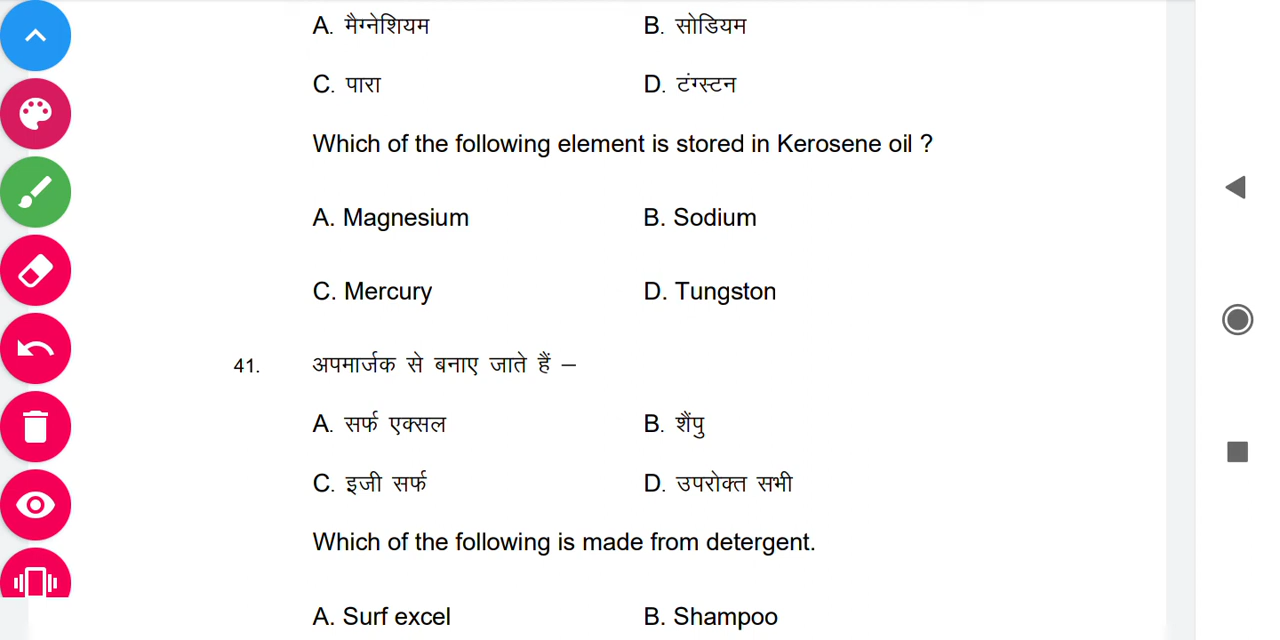 A. मैग्नेशियम B. सोडियम
C. पारा D. टंग्स्टन
Which of the following element is stored in Kerosene oil ?
A. Magnesium B. Sodium
C. Mercury D. Tungston
41. अपमार्जक से बनाए जाते हैं –
A. सर्फ एक्सल B. शैंपु
C. इजी सर्फ D. उपरोक्त सभी
Which of the following is made from detergent.
A. Surf excel B. Shampoo